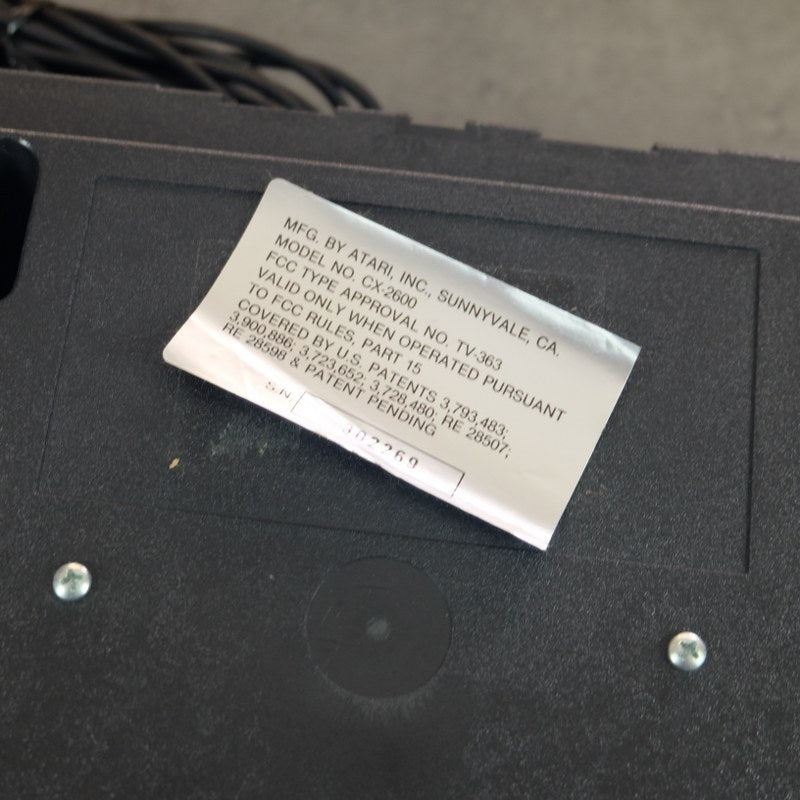 MFG. BY ATARI, INC., SUNNYVALE, CA.
MODEL NO. CX-2600
FCC TYPE APPROVAL NO. TV-363
VALID ONLY WHEN OPERATED PURSUANT
TO FCC RULES, PART 15
COVERED BY U.S. PATENTS 3,793,483;
3,900,886; 3,723,652; 3,728,480; RE 28507;
RE 28598 & PATENT PENDING
S.N. 302269